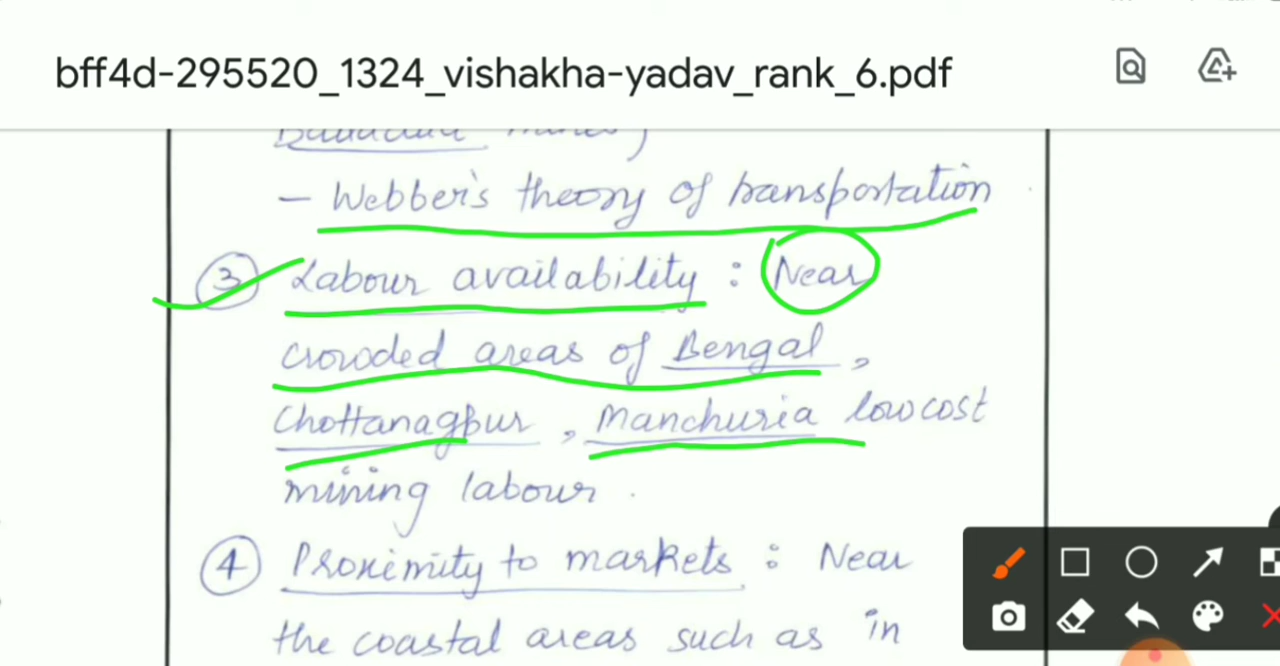 bff4d-295520_1324_vishakha-yadav_rank_6.pdf
– Webber's theory of transportation
③ Labour availability : Near
crowded areas of Bengal,
Chottanagpur, Manchuria low cost
mining labour.
④ Proximity to markets : Near
the coastal areas such as in